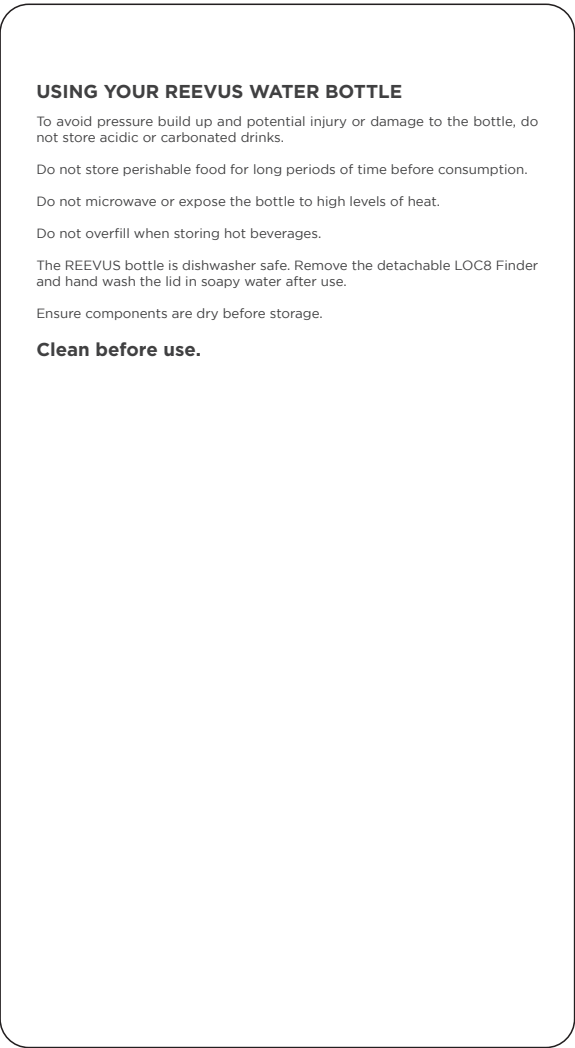 USING YOUR REEVUS WATER BOTTLE
To avoid pressure build up and potential injury or damage to the bottle, do
not store acidic or carbonated drinks.
Do not store perishable food for long periods of time before consumption.
Do not microwave or expose the bottle to high levels of heat.
Do not overfill when storing hot beverages.
The REEVUS bottle is dishwasher safe. Remove the detachable LOC8 Finder
and hand wash the lid in soapy water after use.
Ensure components are dry before storage.
Clean before use.